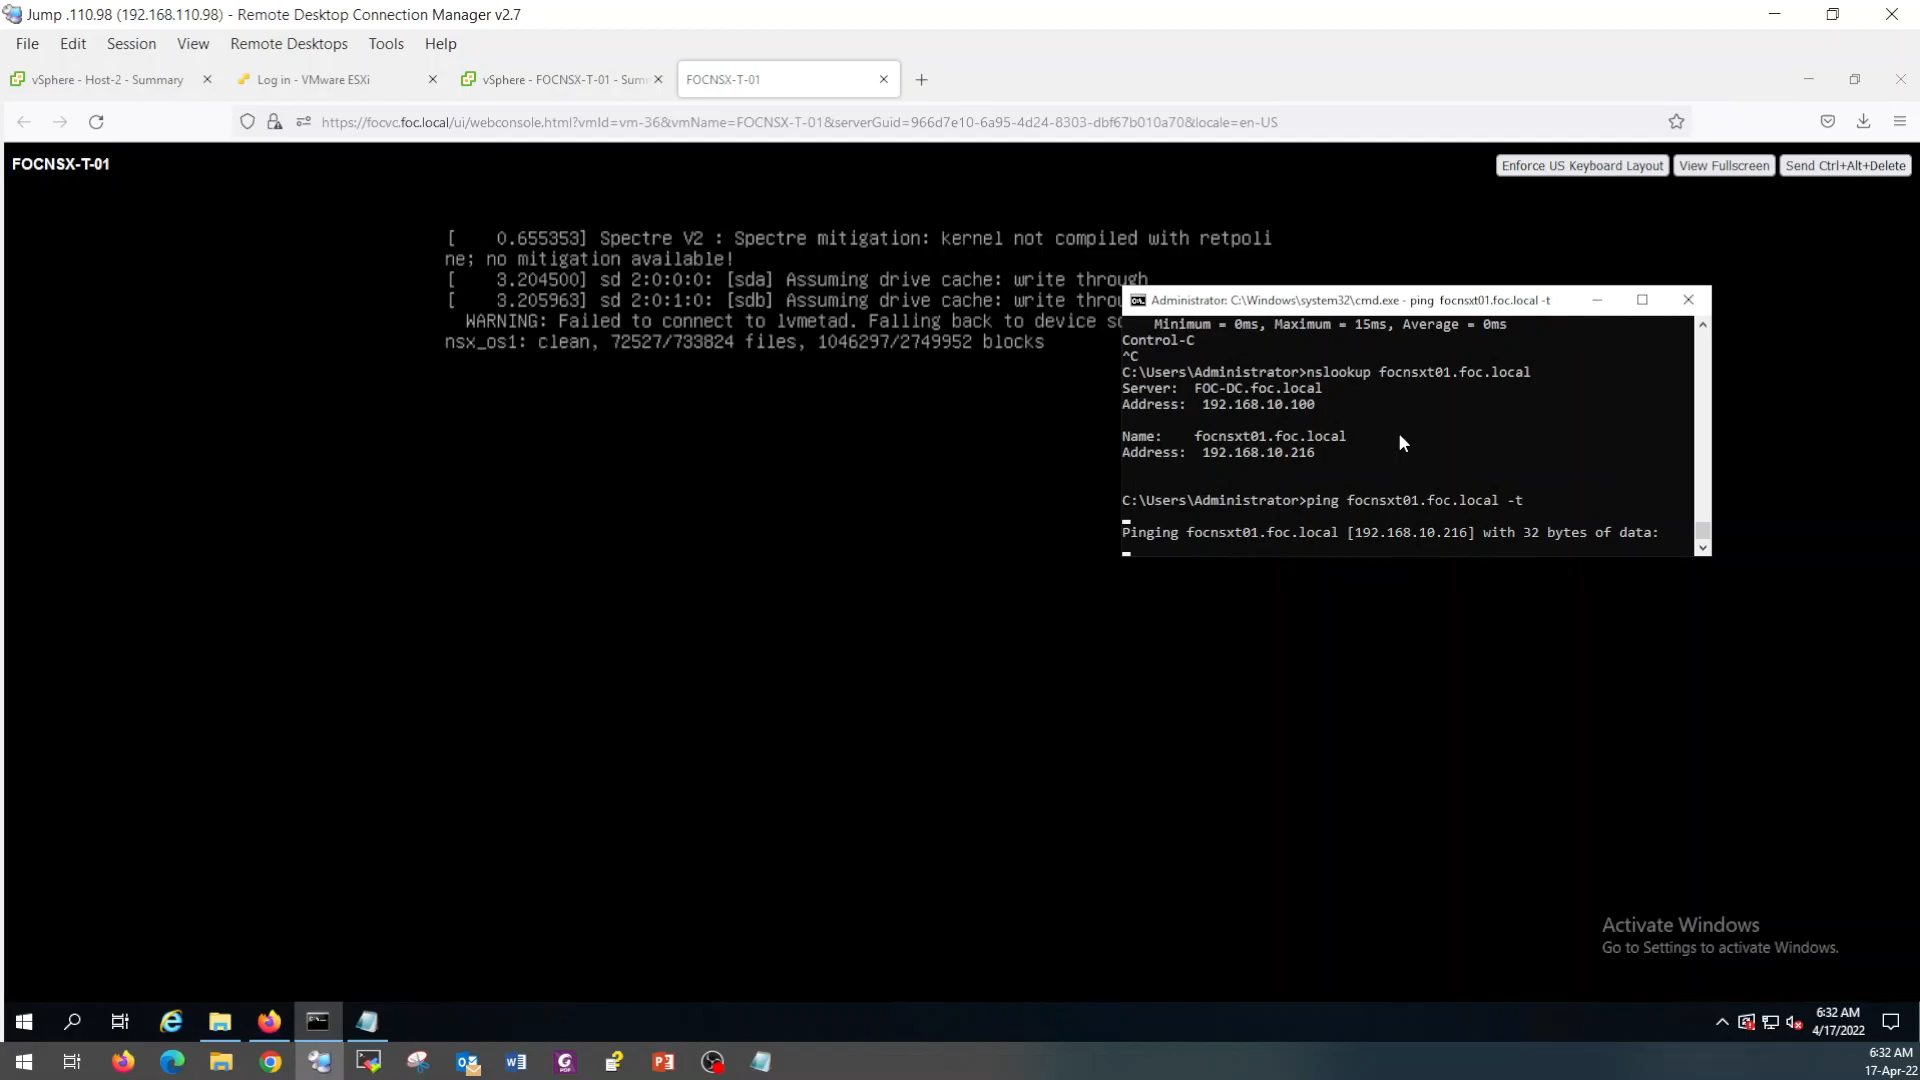 Jump .110.98 (192.168.110.98) - Remote Desktop Connection Manager v2.7
File Edit Session View Remote Desktops Tools Help
vSphere - Host-2 - Summary
Log in - VMware ESXi
vSphere - FOCNSX-T-01 - Sum
FOCNSX-T-01
https://focvc.foc.local/ui/webconsole.html?vmId=vm-36&vmName=FOCNSX-T-01&serverGuid=966d7e10-6a95-4d24-8303-dbf67b010a70&locale=en-US
FOCNSX-T-01
Enforce US Keyboard Layout
View Fullscreen
Send Ctrl+Alt+Delete
[    0.655353] Spectre V2 : Spectre mitigation: kernel not compiled with retpoli
ne; no mitigation available!
[    3.204500] sd 2:0:0:0: [sda] Assuming drive cache: write through
[    3.205963] sd 2:0:1:0: [sdb] Assuming drive cache: write throu
WARNING: Failed to connect to lvmetad. Falling back to device sc
nsx_os1: clean, 72527/733824 files, 1046297/2749952 blocks
Administrator: C:\Windows\system32\cmd.exe - ping  focnsxt01.foc.local -t
Minimum = 0ms, Maximum = 15ms, Average = 0ms
Control-C
^C
C:\Users\Administrator>nslookup focnsxt01.foc.local
Server:  FOC-DC.foc.local
Address:  192.168.10.100
Name:    focnsxt01.foc.local
Address:  192.168.10.216
C:\Users\Administrator>ping focnsxt01.foc.local -t
Pinging focnsxt01.foc.local [192.168.10.216] with 32 bytes of data:
Activate Windows
Go to Settings to activate Windows.
6:32 AM
4/17/2022
6:32 AM
17-Apr-22